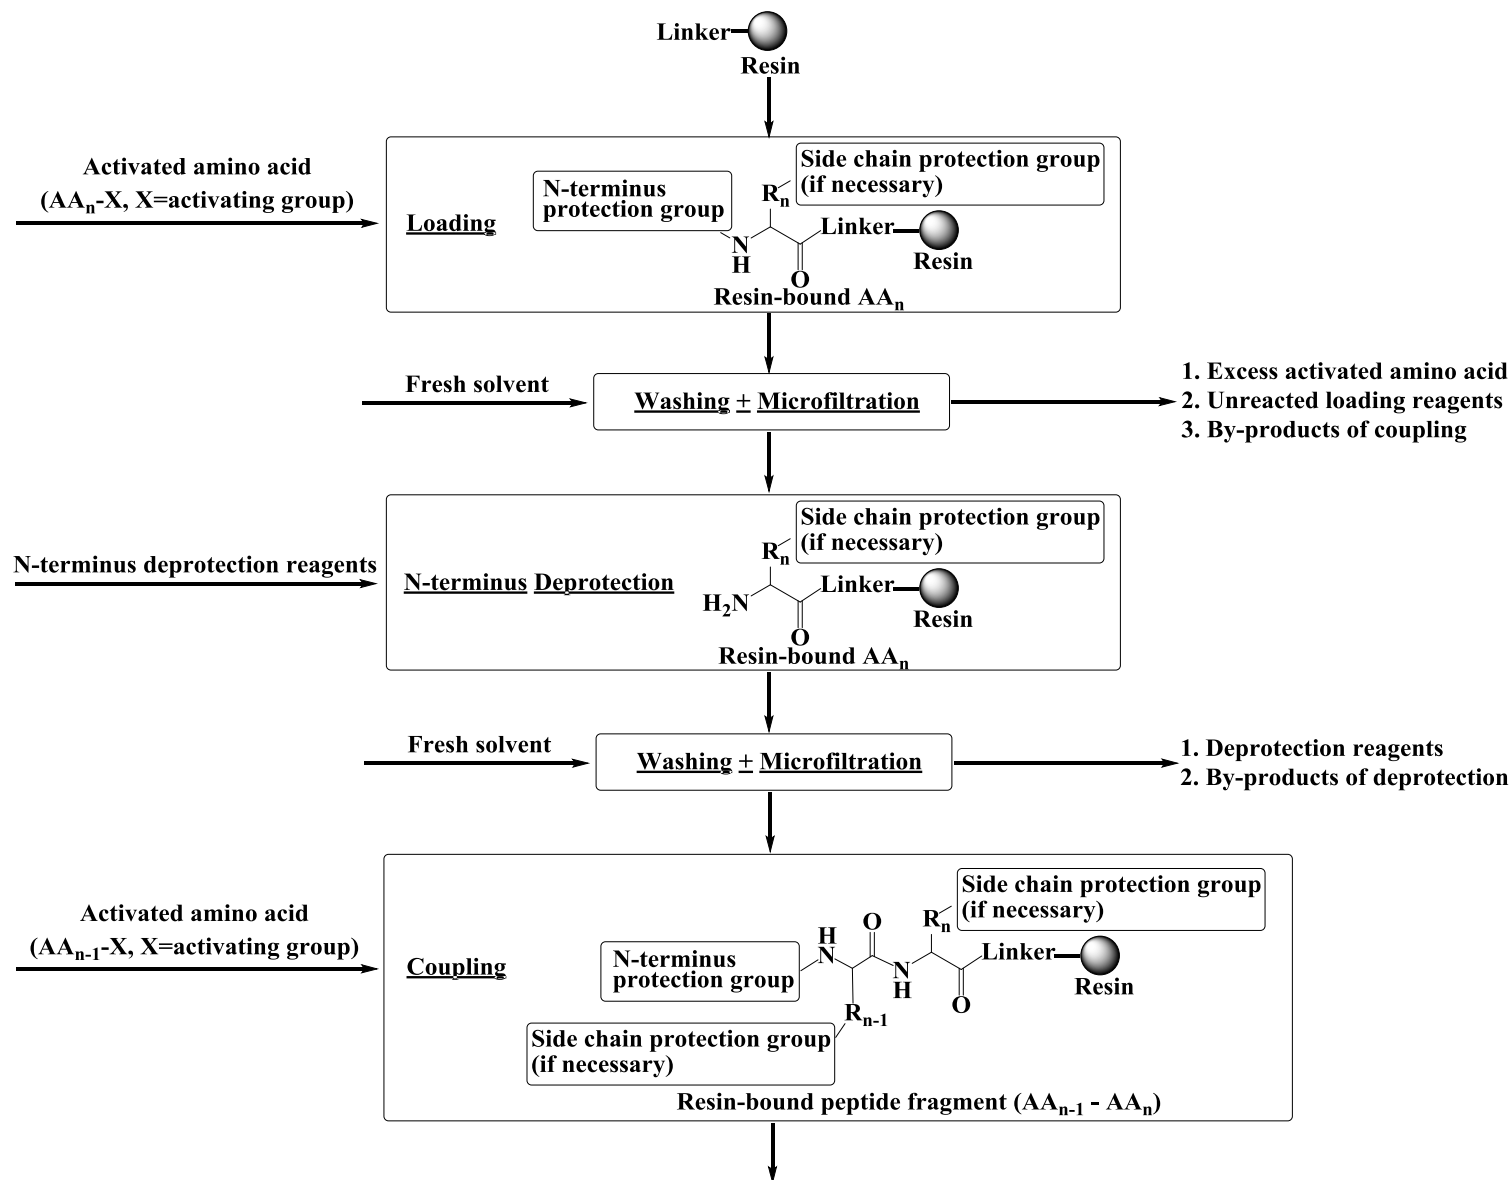 Linker
Resin
Activated amino acid
(AAn-X, X=activating group)
Loading
N-terminus
protection group
Side chain protection group
(if necessary)
Rn
N
H
O
Linker
Resin
Resin-bound AAn
Fresh solvent
Washing + Microfiltration
1. Excess activated amino acid
2. Unreacted loading reagents
3. By-products of coupling
N-terminus deprotection reagents
N-terminus Deprotection
Side chain protection group
(if necessary)
Rn
H2N
O
Linker
Resin
Resin-bound AAn
Fresh solvent
Washing + Microfiltration
1. Deprotection reagents
2. By-products of deprotection
Activated amino acid
(AAn-1-X, X=activating group)
Coupling
N-terminus
protection group
H
N
O
N
H
Side chain protection group
(if necessary)
Rn
O
Linker
Resin
Rn-1
Side chain protection group
(if necessary)
Resin-bound peptide fragment (AAn-1 - AAn)